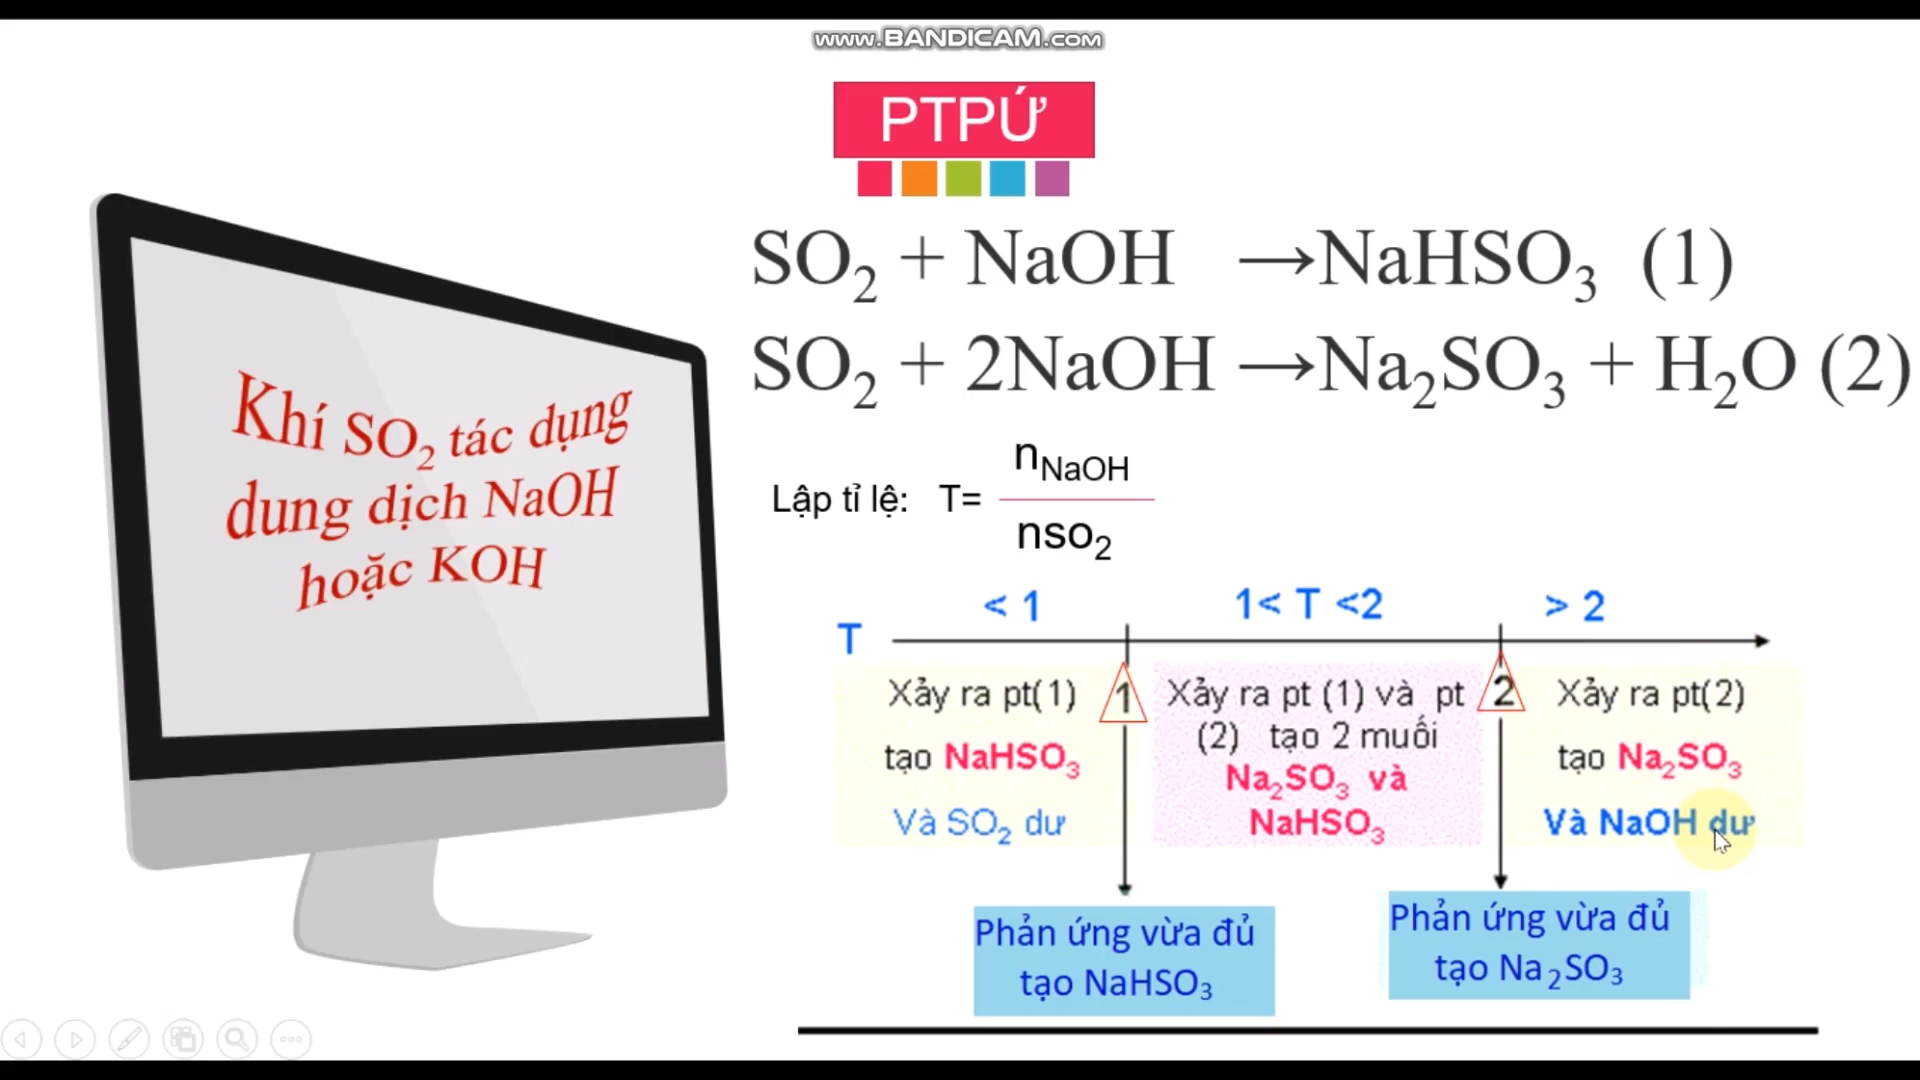 www.BANDICAM.com
PTPỨ
SO₂ + NaOH →NaHSO₃ (1)
SO₂ + 2NaOH →Na₂SO₃ + H₂O (2)
Khí SO₂ tác dụng
dung dịch NaOH
hoặc KOH
Lập tỉ lệ: T=
nNaOH
nso₂
T
< 1
1< T <2
> 2
Xảy ra pt(1)
tạo NaHSO₃
Và SO₂ dư
1
Xảy ra pt (1) và pt
(2) tạo 2 muối
Na₂SO₃ và
NaHSO₃
2
Xảy ra pt(2)
tạo Na₂SO₃
Và NaOH dư
Phản ứng vừa đủ
tạo NaHSO₃
Phản ứng vừa đủ
tạo Na₂SO₃